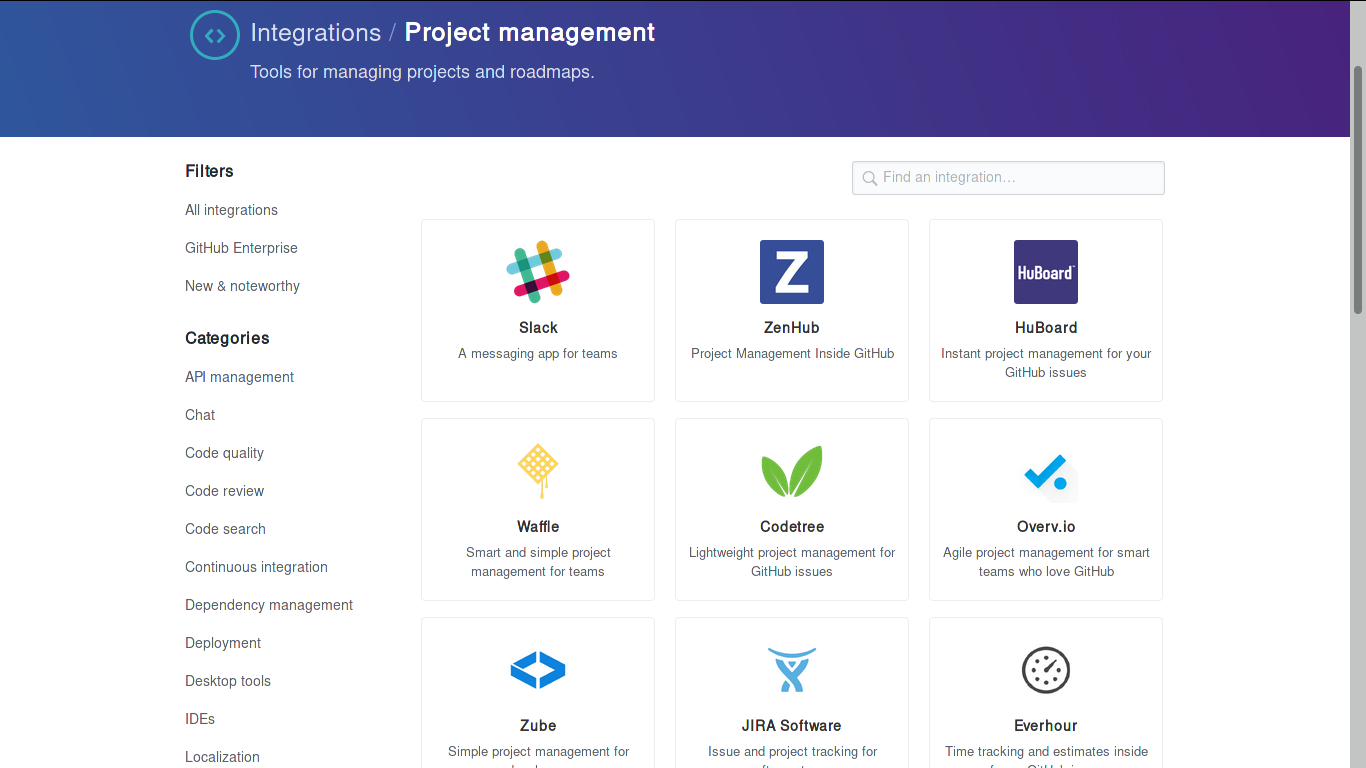 Integrations / Project management
Tools for managing projects and roadmaps.
Filters
All integrations
GitHub Enterprise
New & noteworthy
Categories
API management
Chat
Code quality
Code review
Code search
Continuous integration
Dependency management
Deployment
Desktop tools
IDEs
Localization
Find an integration...
Slack
A messaging app for teams
Z
ZenHub
Project Management Inside GitHub
HuBoard
HuBoard
Instant project management for your
GitHub issues
Waffle
Smart and simple project
management for teams
Codetree
Lightweight project management for
GitHub issues
Overv.io
Agile project management for smart
teams who love GitHub
Zube
Simple project management for
JIRA Software
Issue and project tracking for
Everhour
Time tracking and estimates inside